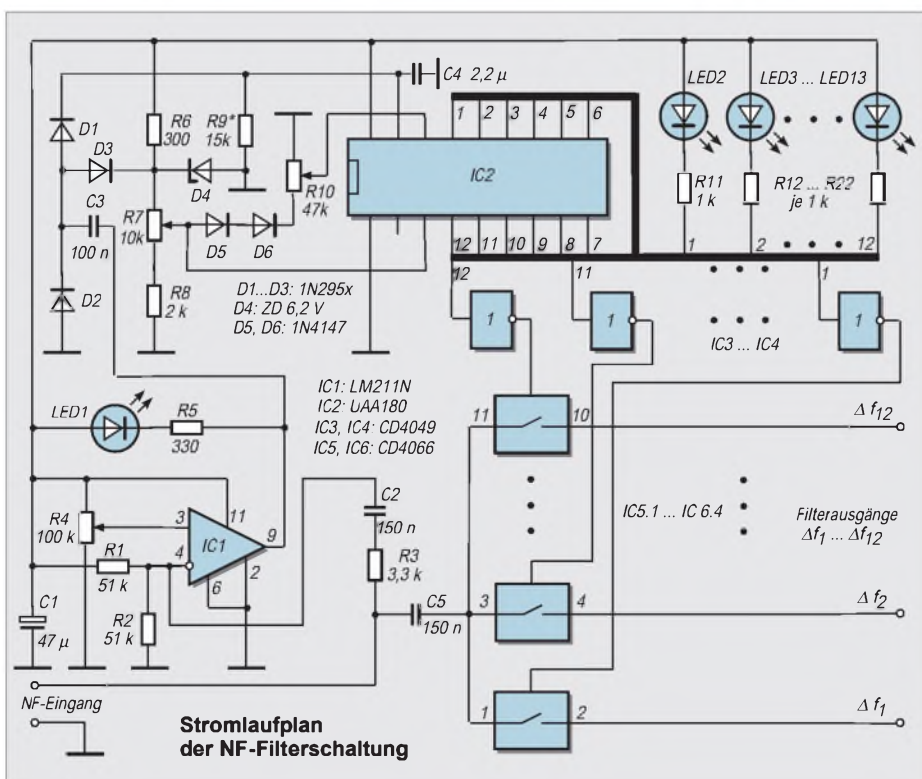 C4 2,2 µ
LED2
LED3 ... LED13
1 2 3 4 5 6
D1
R6
300
R9*
15k
D3
D4
IC2
R10
47k
R11
1 k
R12 ... R22
je 1 k
C3
100 n
R7
10k
D5
D6
12 11 10 9 8 7
1
2
12
D2
R8
2 k
D1...D3: 1N295x
D4: ZD 6,2 V
D5, D6: 1N4147
12
11
1
1
1
1
IC3 ... IC4
IC1: LM211N
IC2: UAA180
IC3, IC4: CD4049
IC5, IC6: CD4066
LED1
R5
330
11
10
Δ f12
C2
150 n
R4
100 k
3
11
9
IC1
4
6
2
R1
51 k
R3
3,3 k
IC5.1 ... IC 6.4
Filterausgänge
Δf1 ... Δf12
C1
47 µ
R2
51 k
C5
150 n
3
4
Δ f2
NF-Eingang
1
2
Δ f1
Stromlaufplan
der NF-Filterschaltung